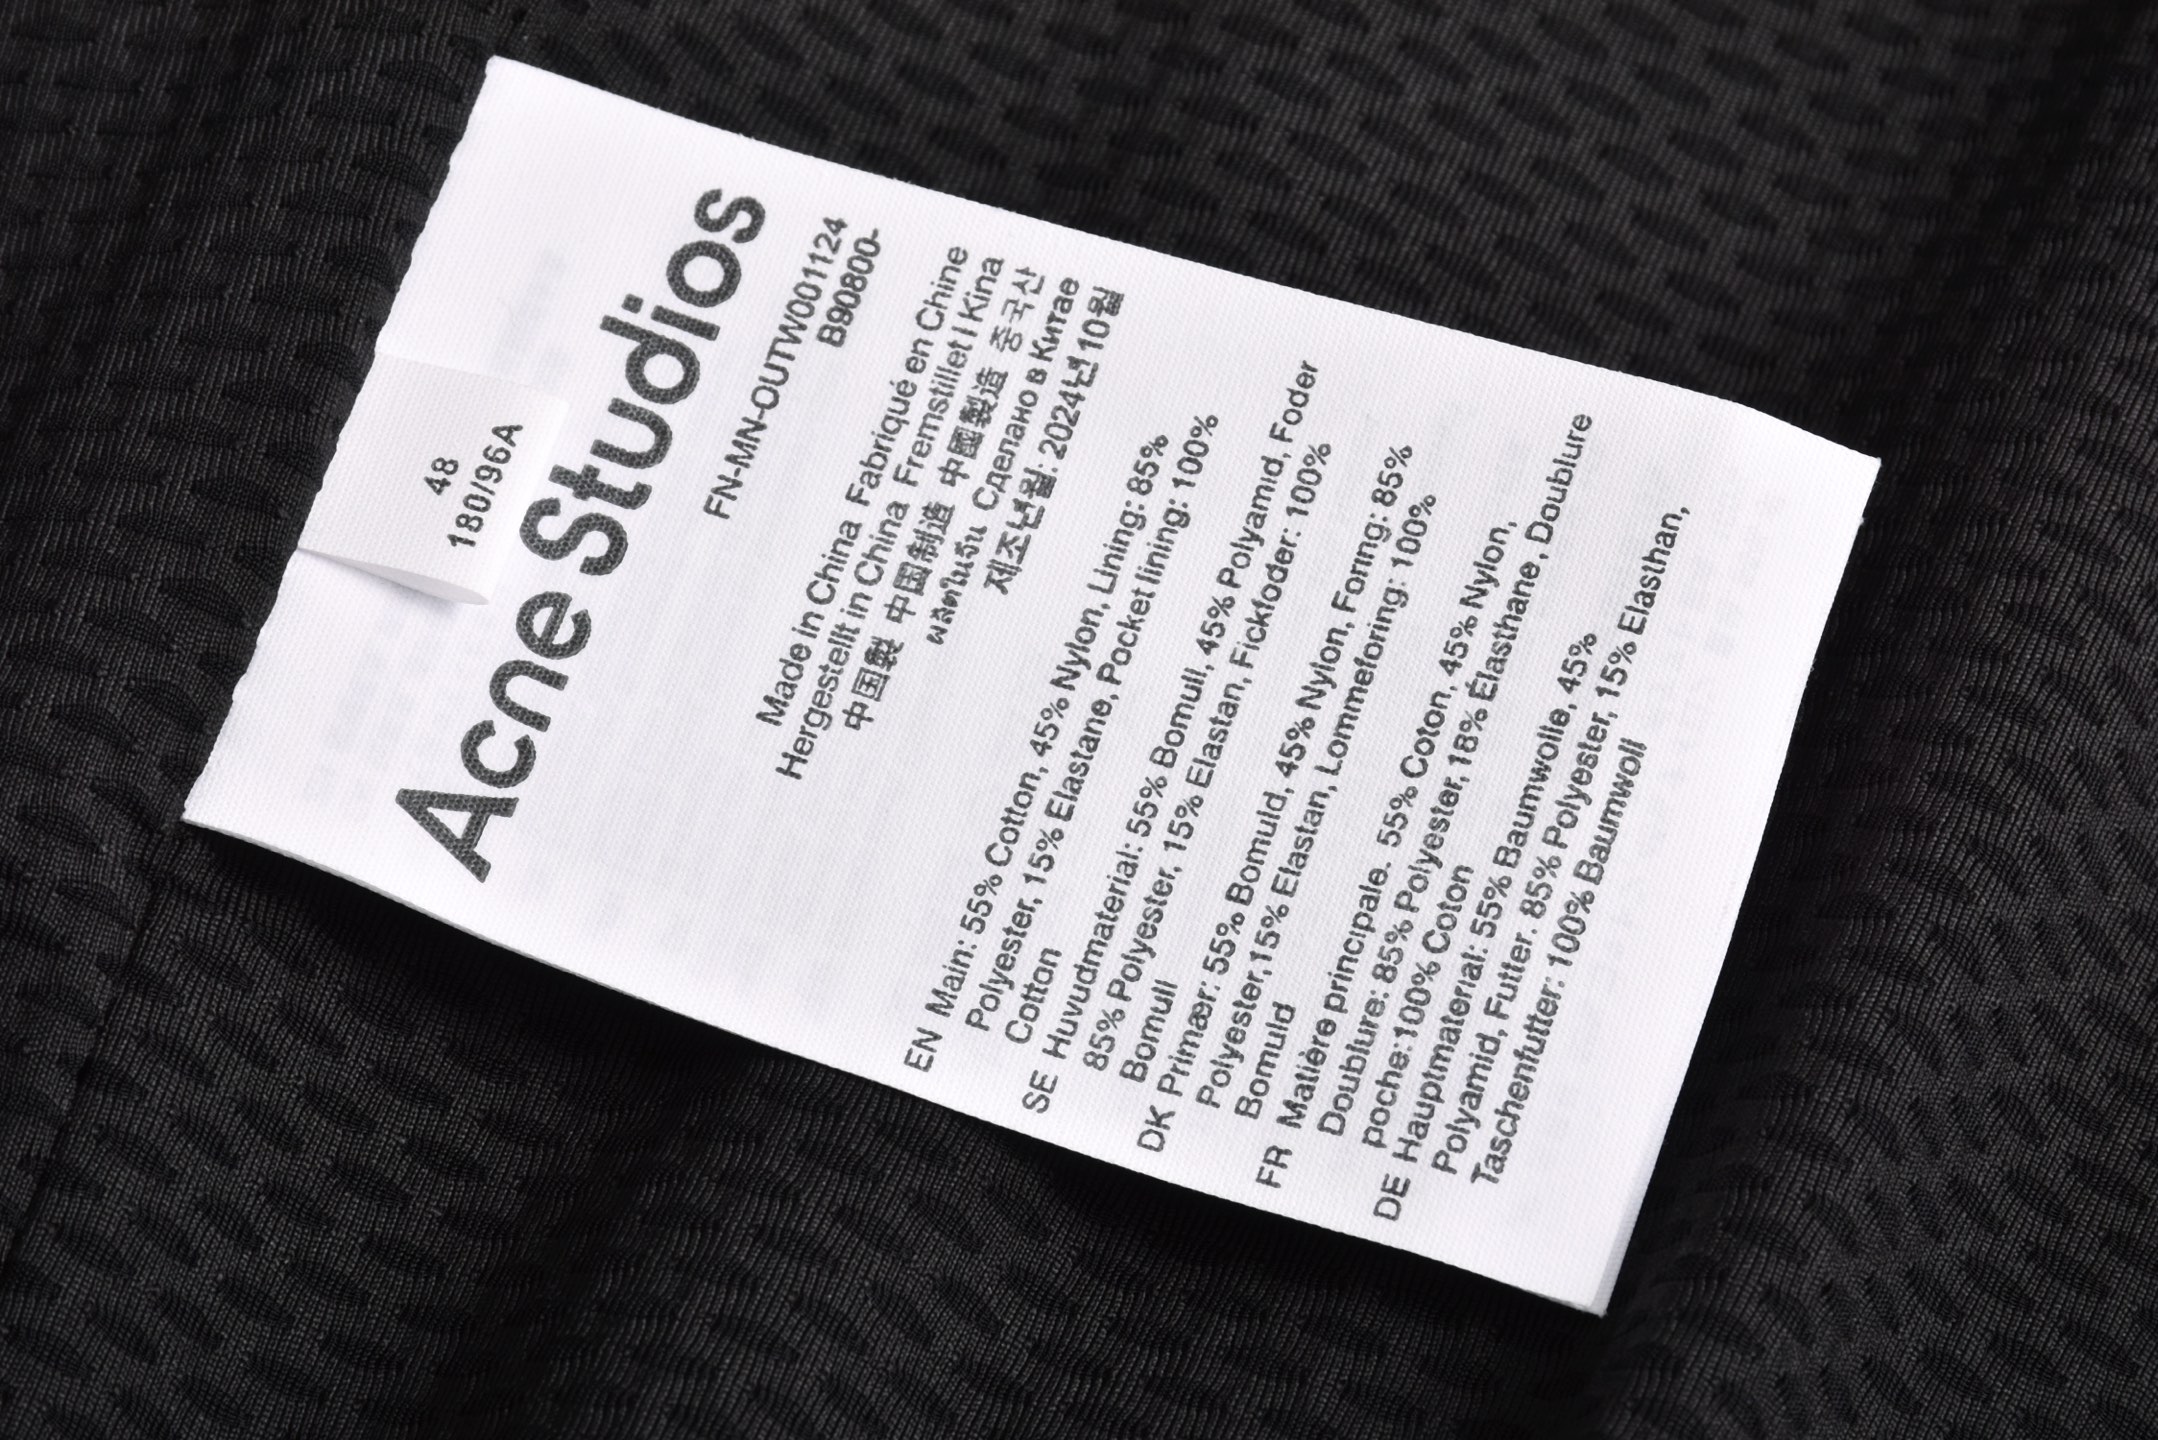 48
180/96A
Acne Studios
FN-MN-OUTW001124
B90800-
Made in China Fabriqué en Chine
Hergestellt in China Fremstillet I Kina
中国製 中国制造 中國製造 중국산
ผลิตในจีน Сделано в Китае
제조년월: 2024년 10월
EN Main: 55% Cotton, 45% Nylon, Lining: 85%
Polyester, 15% Elastane, Pocket lining: 100%
Cotton
SE Huvudmaterial: 55% Bomull, 45% Polyamid, Foder
85% Polyester, 15% Elastan, Fickfoder: 100%
Bomull
DK Primær: 55% Bomuld, 45% Nylon, Foring: 85%
Polyester,15% Elastan, Lommeforing: 100%
Bomuld
FR Matière principale. 55% Coton, 45% Nylon,
Doublure: 85% Polyester, 18% Élasthane, Doublure
poche:100% Coton
DE Hauptmaterial: 55% Baumwolle, 45%
Polyamid, Futter. 85% Polyester, 15% Elasthan,
Taschenfutter: 100% Baumwoll